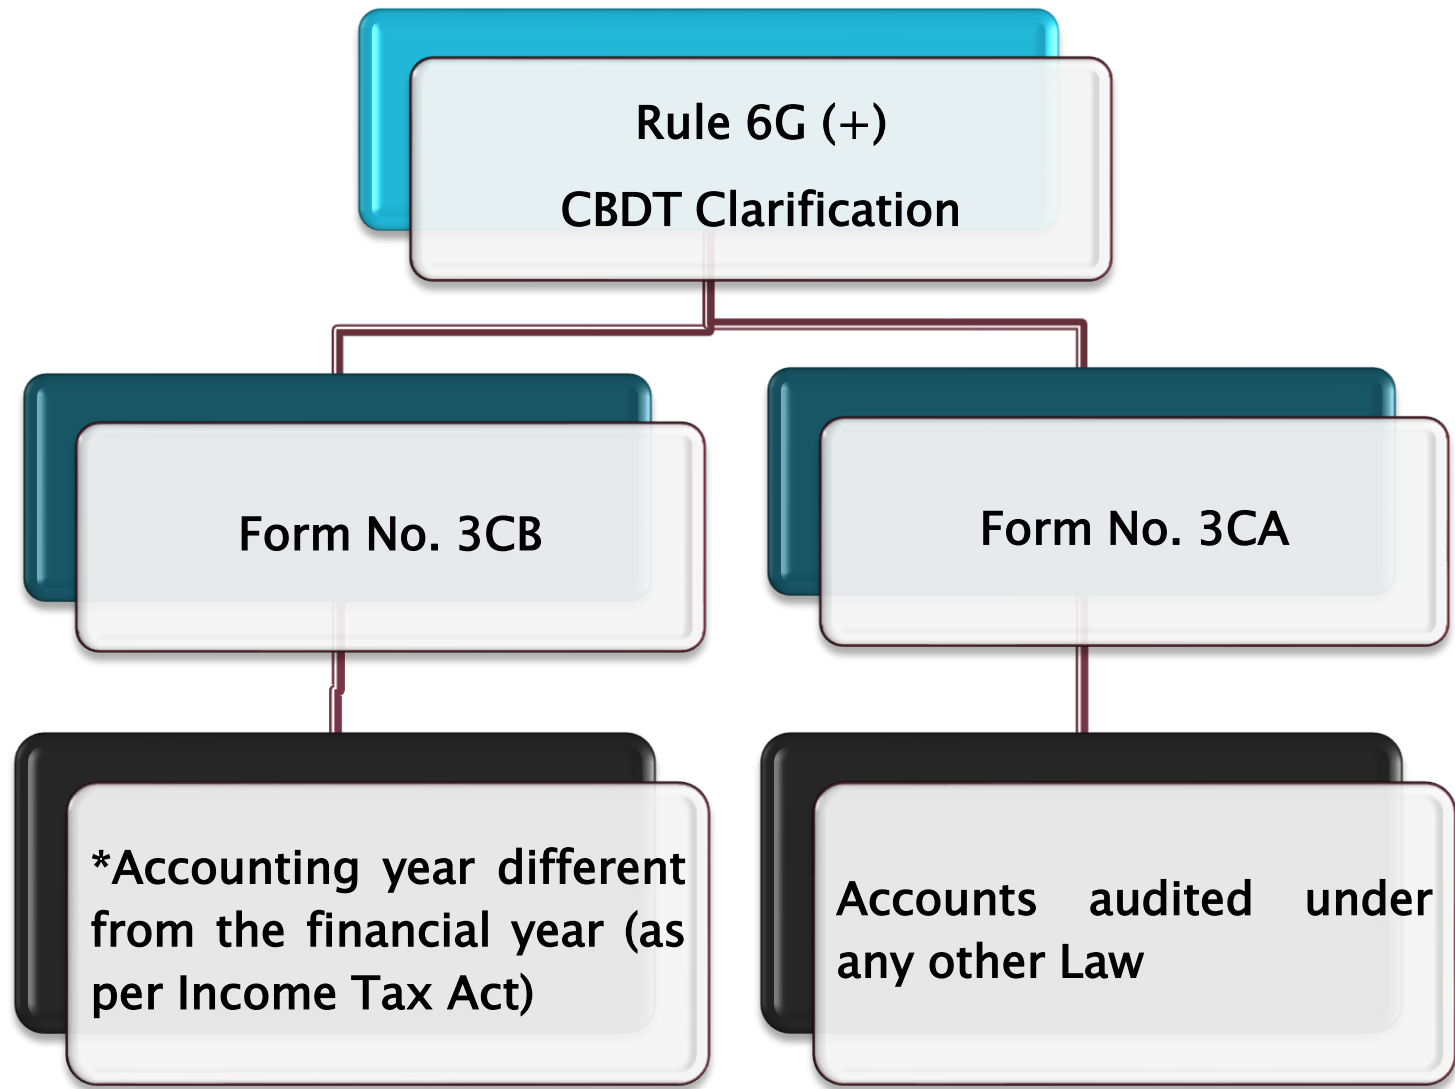 Rule 6G (+)
CBDT Clarification
Form No. 3CB
Form No. 3CA
*Accounting year different
from the financial year (as
per Income Tax Act)
Accounts audited under
any other Law